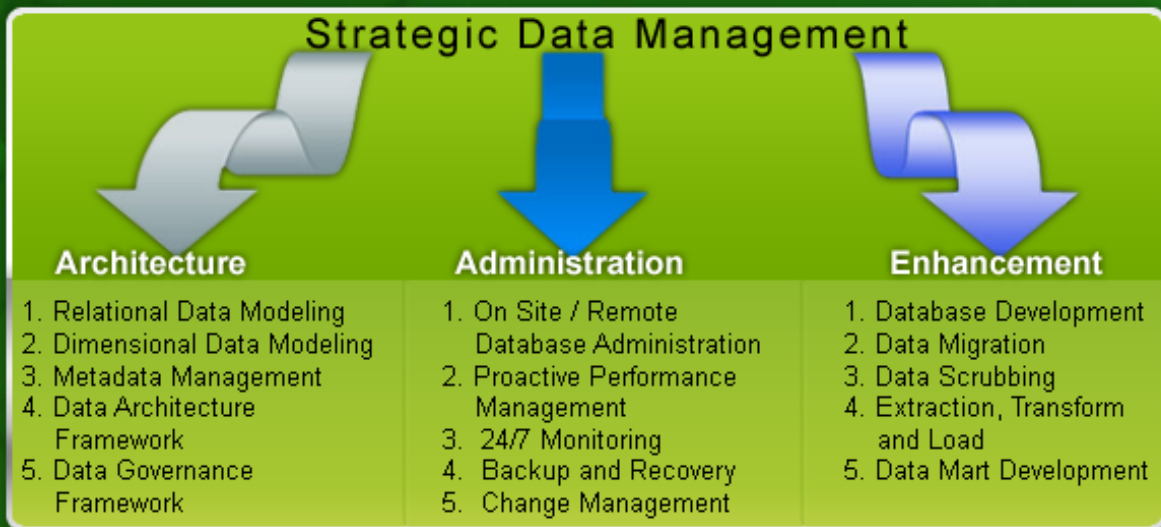 Strategic Data Management
Architecture
1. Relational Data Modeling
2. Dimensional Data Modeling
3. Metadata Management
4. Data Architecture
Framework
5. Data Governance
Framework
Administration
1. On Site / Remote
Database Administration
2. Proactive Performance
Management
3. 24/7 Monitoring
4. Backup and Recovery
5. Change Management
Enhancement
1. Database Development
2. Data Migration
3. Data Scrubbing
4. Extraction, Transform
and Load
5. Data Mart Development